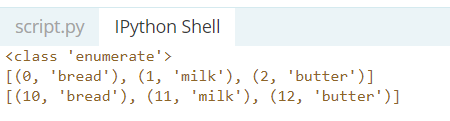 script.py IPython Shell
<class 'enumerate'>
[(0, 'bread'), (1, 'milk'), (2, 'butter')]
[(10, 'bread'), (11, 'milk'), (12, 'butter')]